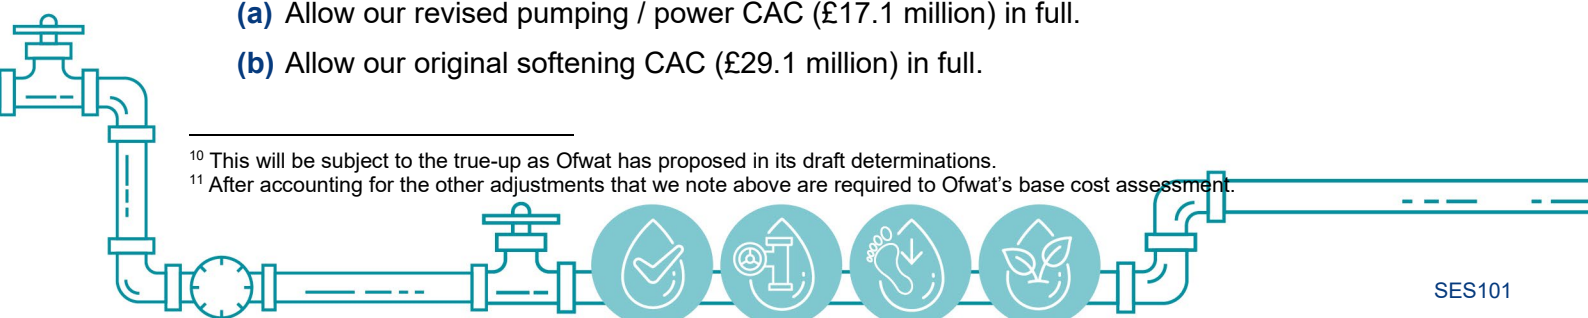 (a) Allow our revised pumping / power CAC (£17.1 million) in full.
(b) Allow our original softening CAC (£29.1 million) in full.
10 This will be subject to the true-up as Ofwat has proposed in its draft determinations.
11 After accounting for the other adjustments that we note above are required to Ofwat's base cost assessment.
SES101